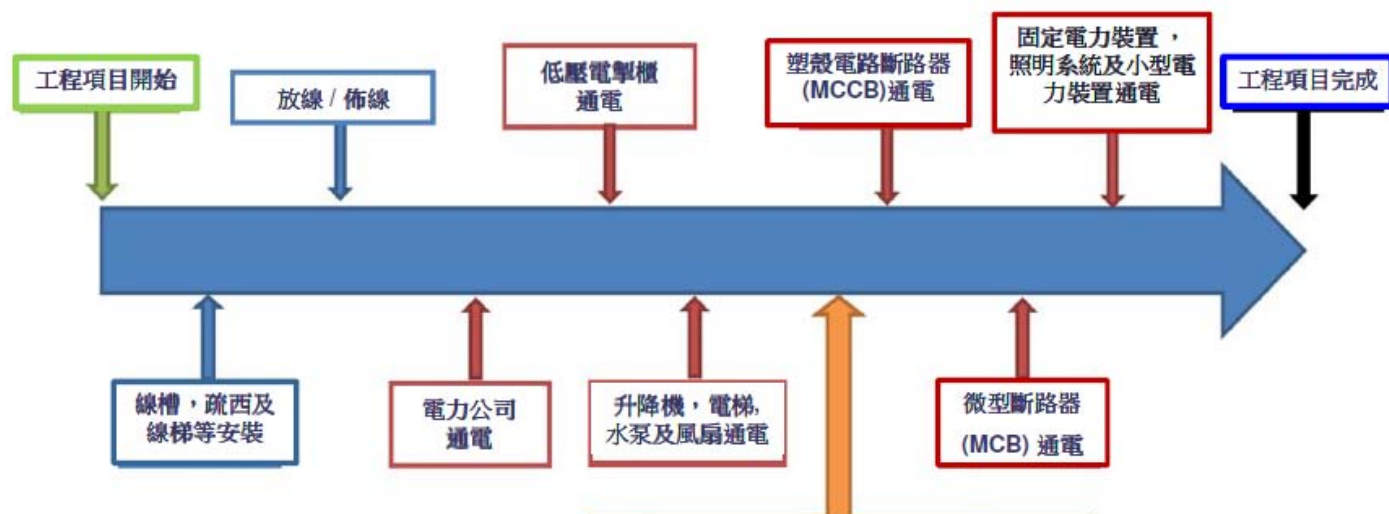 工程項目開始
放線 / 佈線
低壓電掣櫃
通電
塑殼電路斷路器
(MCCB)通電
固定電力裝置，
照明系統及小型電
力裝置通電
工程項目完成
線槽，疏西及
線梯等安裝
電力公司
通電
升降機，電梯,
水泵及風扇通電
微型斷路器
(MCB) 通電